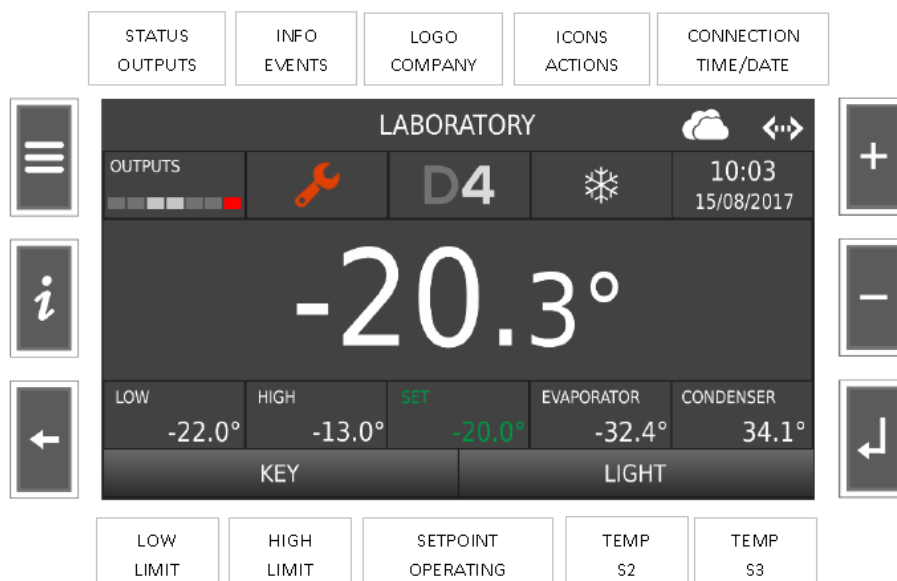 STATUS
OUTPUTS
INFO
EVENTS
LOGO
COMPANY
ICONS
ACTIONS
CONNECTION
TIME/DATE
LABORATORY
OUTPUTS
D4
10:03
15/08/2017
i
+
-20.3°
−
LOW
-22.0°
HIGH
-13.0°
SET
-20.0°
EVAPORATOR
-32.4°
CONDENSER
34.1°
KEY
LIGHT
LOW
LIMIT
HIGH
LIMIT
SETPOINT
OPERATING
TEMP
S2
TEMP
S3